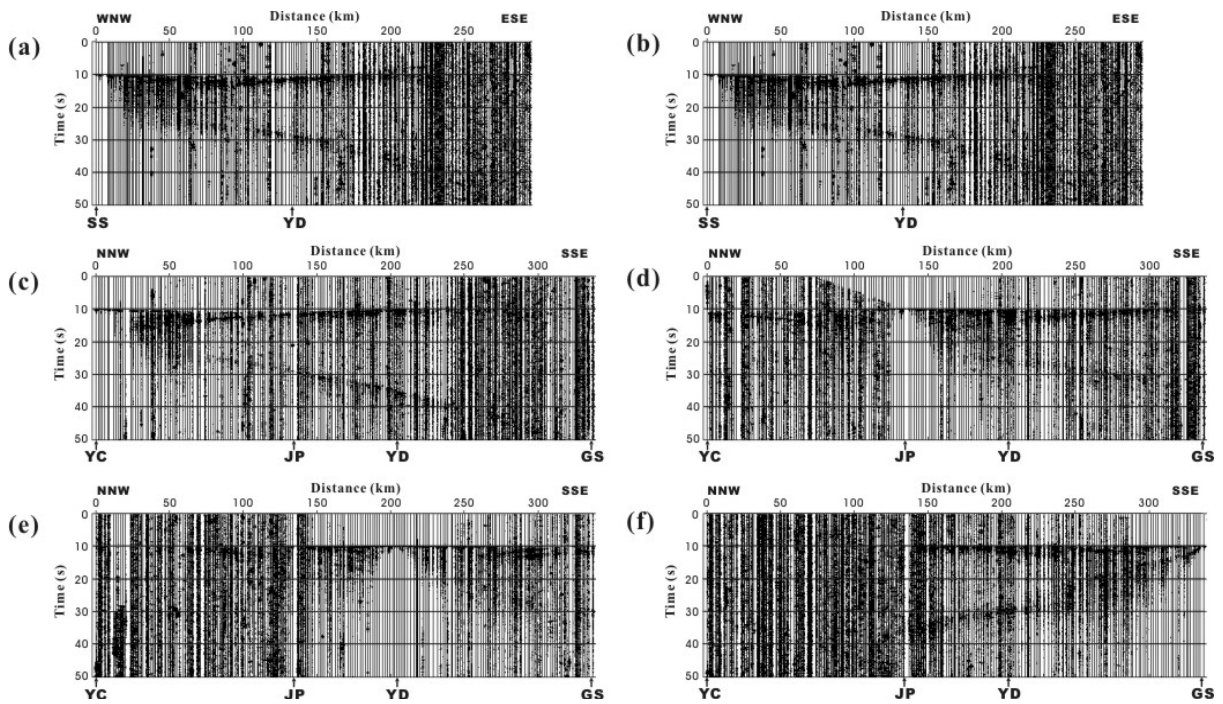 Distance (km) Distance (km)
WNW ESE WNW ESE
(a) 0 50 100 150 200 250 (b) 0 50 100 150 200 250
0 0
10 10
20 20
Time (s) Time (s)
30 30
40 40
50 50
SS YD SS YD
NNW Distance (km) SSE NNW Distance (km) SSE
(c) 0 50 100 150 200 250 300 (d) 0 50 100 150 200 250 300
0 0
10 10
20 20
Time (s) Time (s)
30 30
40 40
50 50
YC JP YD GS YC JP YD GS
NNW Distance (km) SSE NNW Distance (km) SSE
(e) 0 50 100 150 200 250 300 (f) 0 50 100 150 200 250 300
0 0
10 10
20 20
Time (s) Time (s)
30 30
40 40
50 50
YC JP YD GS YC JP YD GS